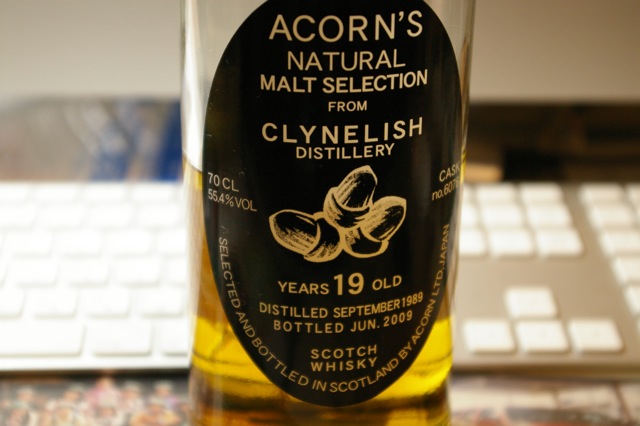 ACORN'S
NATURAL
MALT SELECTION
FROM
CLYNELISH
DISTILLERY
70 CL
55.4%VOL
CASK
YEARS 19 OLD
DISTILLED SEPTEMBER 1989
BOTTLED JUN. 2009
SCOTCH
WHISKY
SELECTED AND BOTTLED IN SCOTLAND BY ACORN LTD. JAPAN